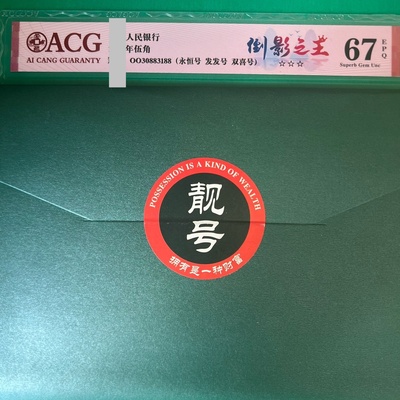 ACG
AI CANG GUARANTY
人民银行
年伍角
OO30883188（永恒号 发发号 双喜号）
倒影之王
☆☆☆
67 EPQ
Superb Gem Unc
POSSESSION IS A KIND OF WEALTH
靓号
拥有是一种财富